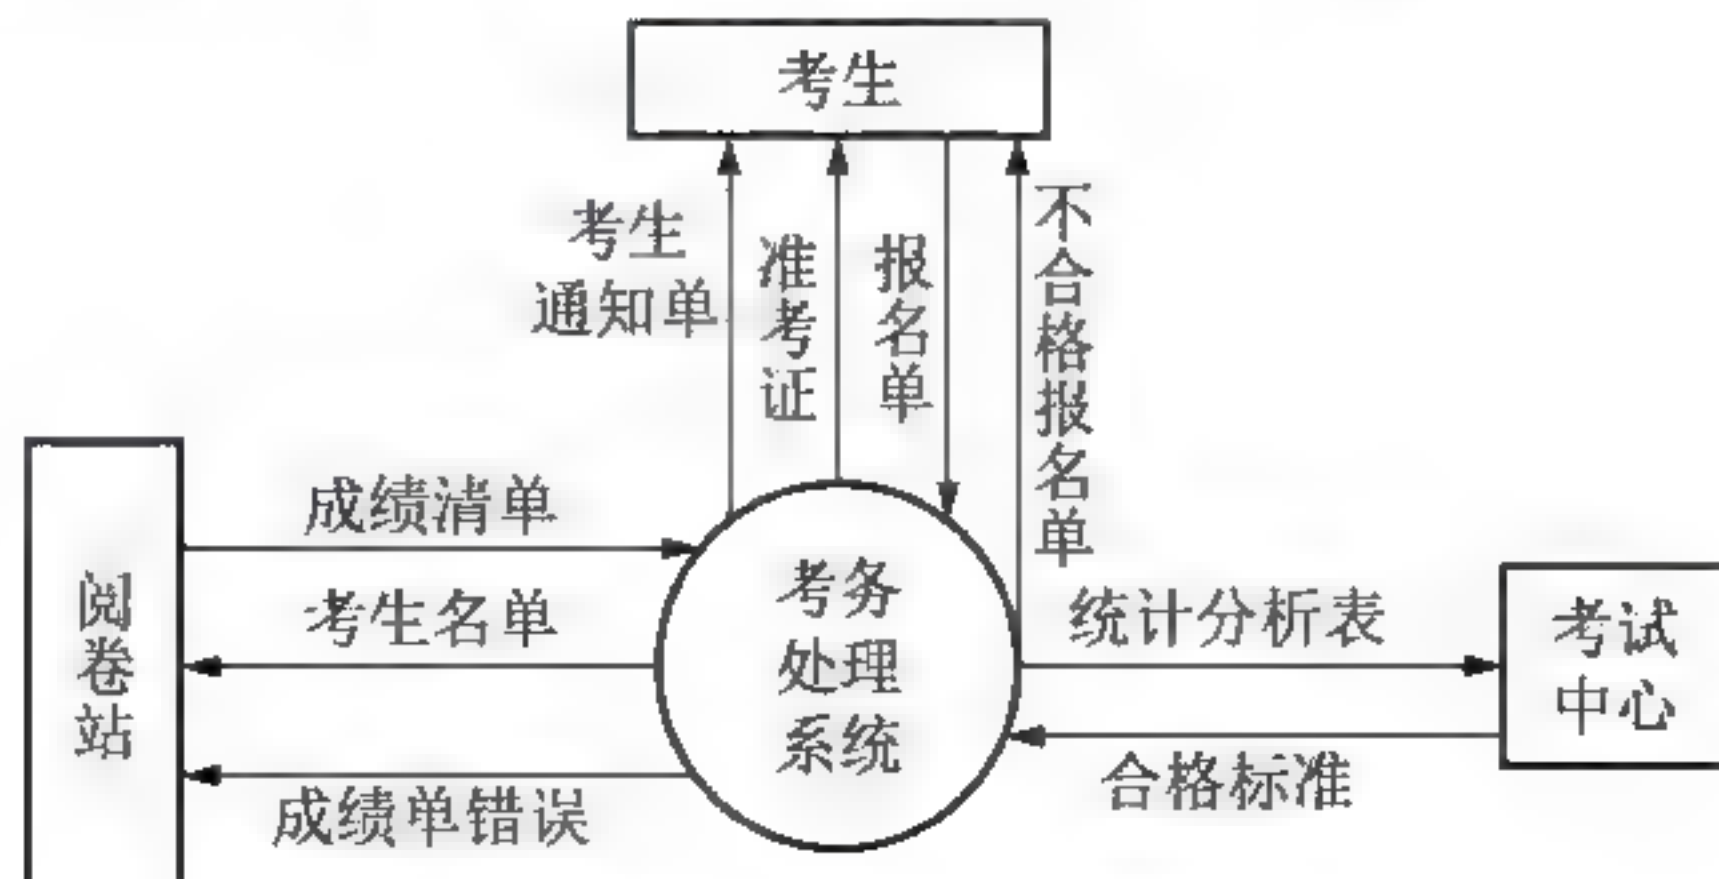 考生
考生
通知单
准考证
报名单
不合格报名单
成绩清单
考生名单
成绩单错误
阅卷站
考务
处理
系统
统计分析表
合格标准
考试
中心